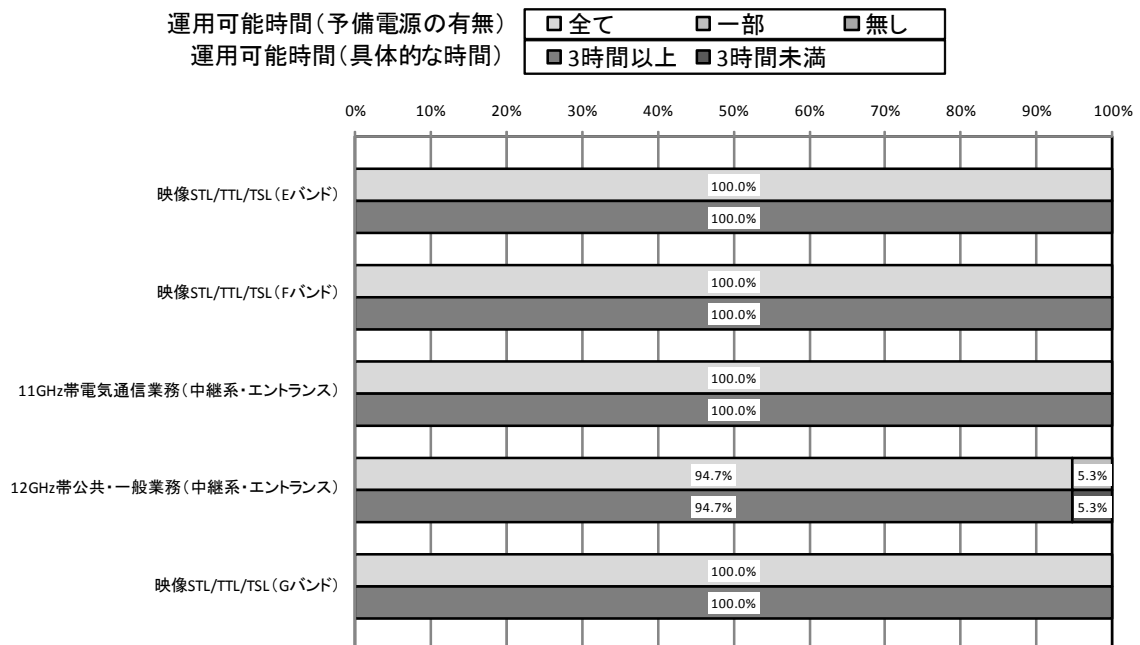 運用可能時間(予備電源の有無) 全て 一部 無し
運用可能時間(具体的な時間) 3時間以上 3時間未満
0% 10% 20% 30% 40% 50% 60% 70% 80% 90% 100%
100.0%
映像STL/TTL/TSL(Eバンド)
100.0%
100.0%
映像STL/TTL/TSL(Fバンド)
100.0%
100.0%
11GHz帯電気通信業務(中継系・エントランス)
100.0%
94.7% 5.3%
12GHz帯公共・一般業務(中継系・エントランス)
94.7% 5.3%
100.0%
映像STL/TTL/TSL(Gバンド)
100.0%